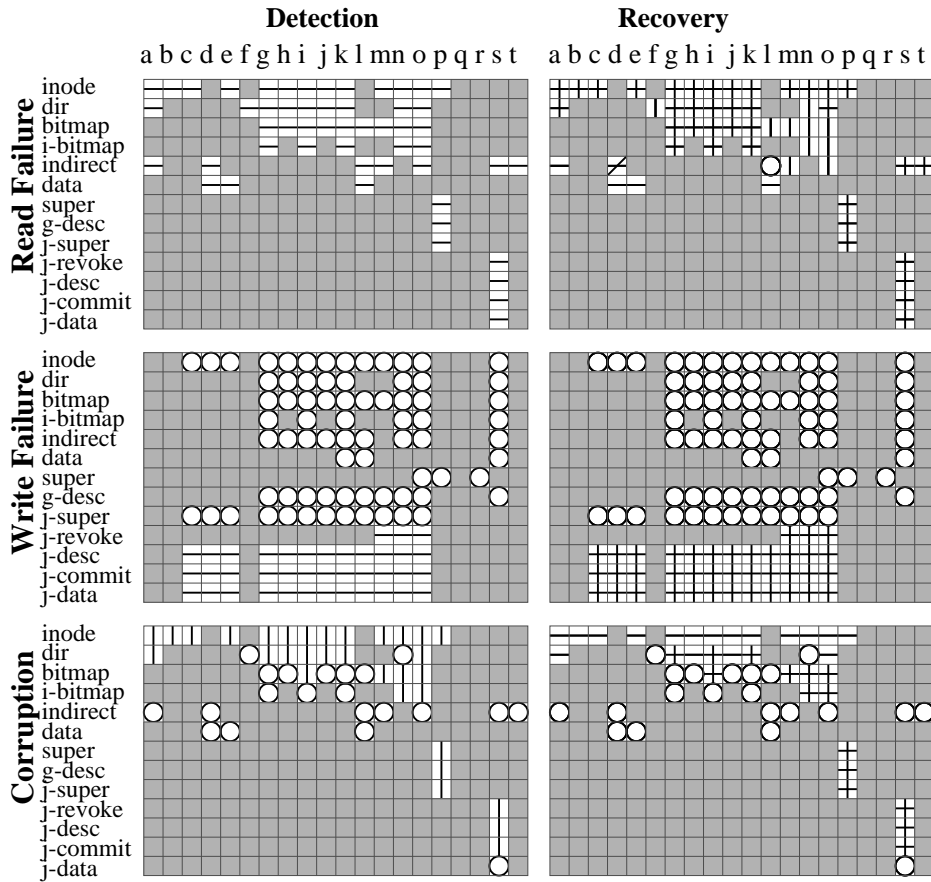 Detection Recovery
a b c d e f g h i j k l m n o p q r s t a b c d e f g h i j k l m n o p q r s t
Read Failure
inode
dir
bitmap
i-bitmap
indirect
data
super
g-desc
j-super
j-revoke
j-desc
j-commit
j-data
Write Failure
inode
dir
bitmap
i-bitmap
indirect
data
super
g-desc
j-super
j-revoke
j-desc
j-commit
j-data
Corruption
inode
dir
bitmap
i-bitmap
indirect
data
super
g-desc
j-super
j-revoke
j-desc
j-commit
j-data